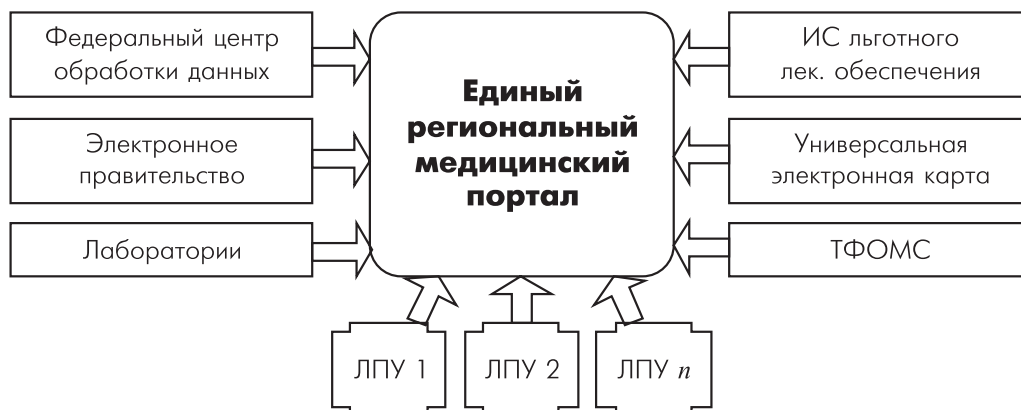 Федеральный центр
обработки данных
Электронное
правительство
Лаборатории
Единый
региональный
медицинский
портал
ИС льготного
лек. обеспечения
Универсальная
электронная карта
ТФОМС
ЛПУ 1
ЛПУ 2
ЛПУ n